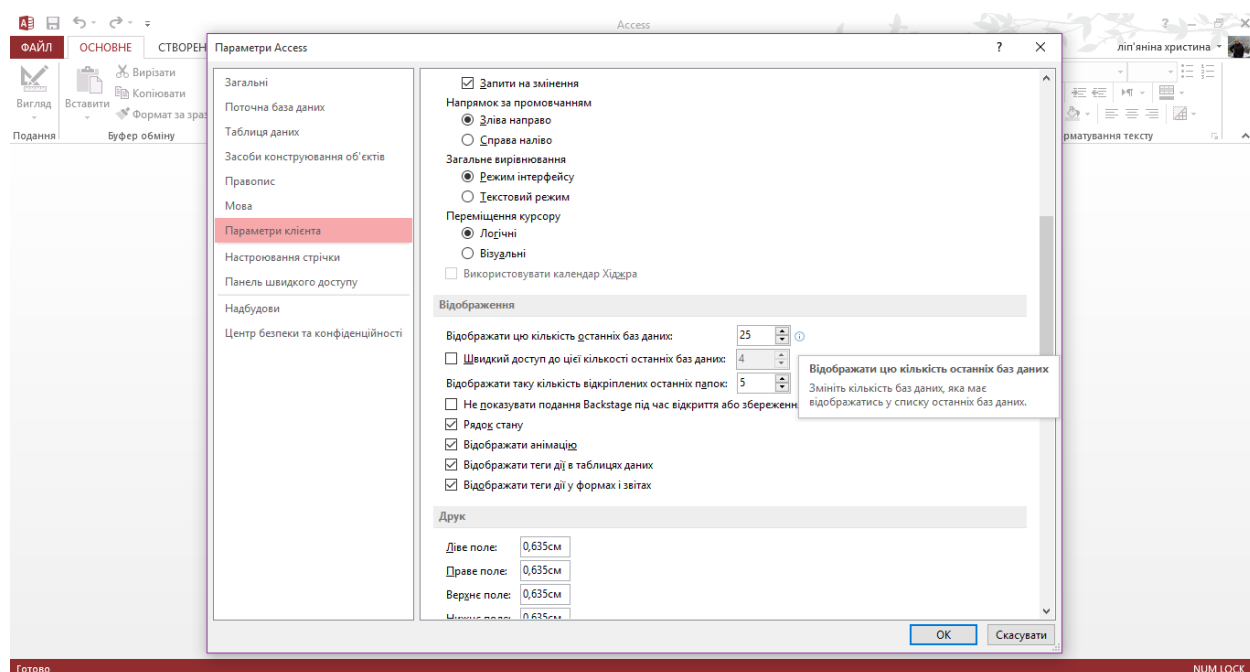 Access
ФАЙЛ
ОСНОВНЕ
СТВОРЕН
ліп'яніна христина
Вигляд
Вставити
Вирізати
Копіювати
Формат за зраз
Подання
Буфер обміну
рматування тексту
Параметри Access
Загальні
Поточна база даних
Таблиця даних
Засоби конструювання об'єктів
Правопис
Мова
Параметри клієнта
Настроювання стрічки
Панель швидкого доступу
Надбудови
Центр безпеки та конфіденційності
Запити на змінення
Напрямок за промовчанням
Зліва направо
Справа наліво
Загальне вирівнювання
Режим інтерфейсу
Текстовий режим
Переміщення курсору
Логічні
Візуальні
Використовувати календар Хіджра
Відображення
Відображати цю кількість останніх баз даних: 25
Швидкий доступ до цієї кількості останніх баз даних: 4
Відображати таку кількість відкріплених останніх папок: 5
Не показувати подання Backstage під час відкриття або збереженн
Рядок стану
Відображати анімацію
Відображати теги дії в таблицях даних
Відображати теги дії у формах і звітах
Відображати цю кількість останніх баз даних
Змініть кількість баз даних, яка має
відображатись у списку останніх баз даних.
Друк
Ліве поле: 0,635см
Праве поле: 0,635см
Верхнє поле: 0,635см
Нижнє поле: 0,635см
ОК
Скасувати
Готово
NUM LOCK